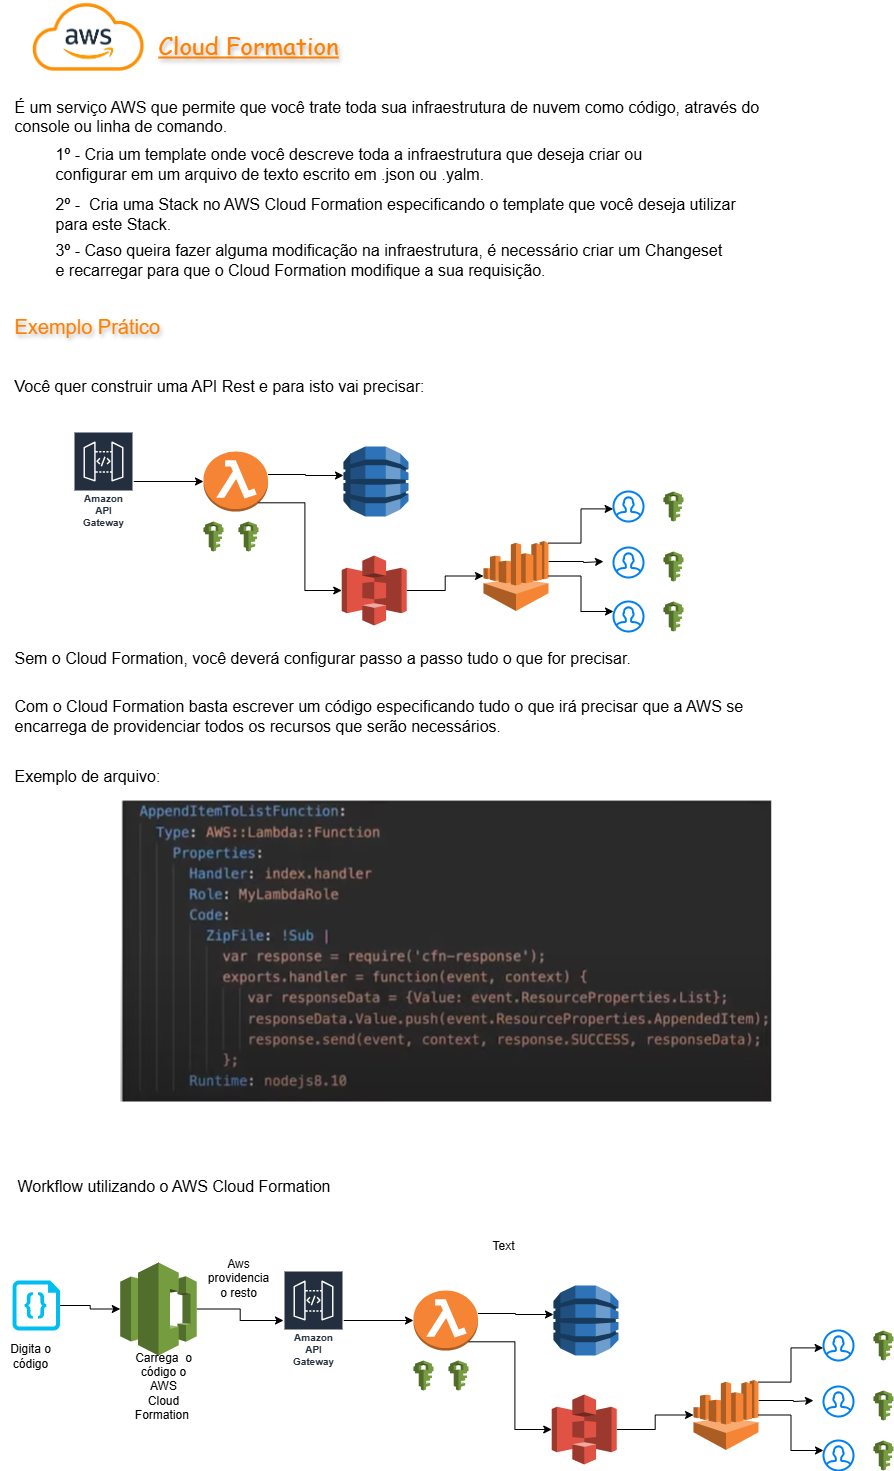 aws
Cloud Formation
É um serviço AWS que permite que você trate toda sua infraestrutura de nuvem como código, através do
console ou linha de comando.
1º - Cria um template onde você descreve toda a infraestrutura que deseja criar ou
configurar em um arquivo de texto escrito em .json ou .yalm.
2º -  Cria uma Stack no AWS Cloud Formation especificando o template que você deseja utilizar
para este Stack.
3º - Caso queira fazer alguma modificação na infraestrutura, é necessário criar um Changeset
e recarregar para que o Cloud Formation modifique a sua requisição.
Exemplo Prático
Você quer construir uma API Rest e para isto vai precisar:
Amazon
API
Gateway
Sem o Cloud Formation, você deverá configurar passo a passo tudo o que for precisar.
Com o Cloud Formation basta escrever um código especificando tudo o que irá precisar que a AWS se
encarrega de providenciar todos os recursos que serão necessários.
Exemplo de arquivo:
AppendItemToListFunction:
Type: AWS::Lambda::Function
Properties:
Handler: index.handler
Role: MyLambdaRole
Code:
ZipFile: !Sub |
var response = require('cfn-response');
exports.handler = function(event, context) {
var responseData = {Value: event.ResourceProperties.List};
responseData.Value.push(event.ResourceProperties.AppendedItem);
response.send(event, context, response.SUCCESS, responseData);
};
Runtime: nodejs8.10
Workflow utilizando o AWS Cloud Formation
Text
Aws
providencia
o resto
Digita o
código
Carrega  o
código o
AWS
Cloud
Formation
Amazon
API
Gateway